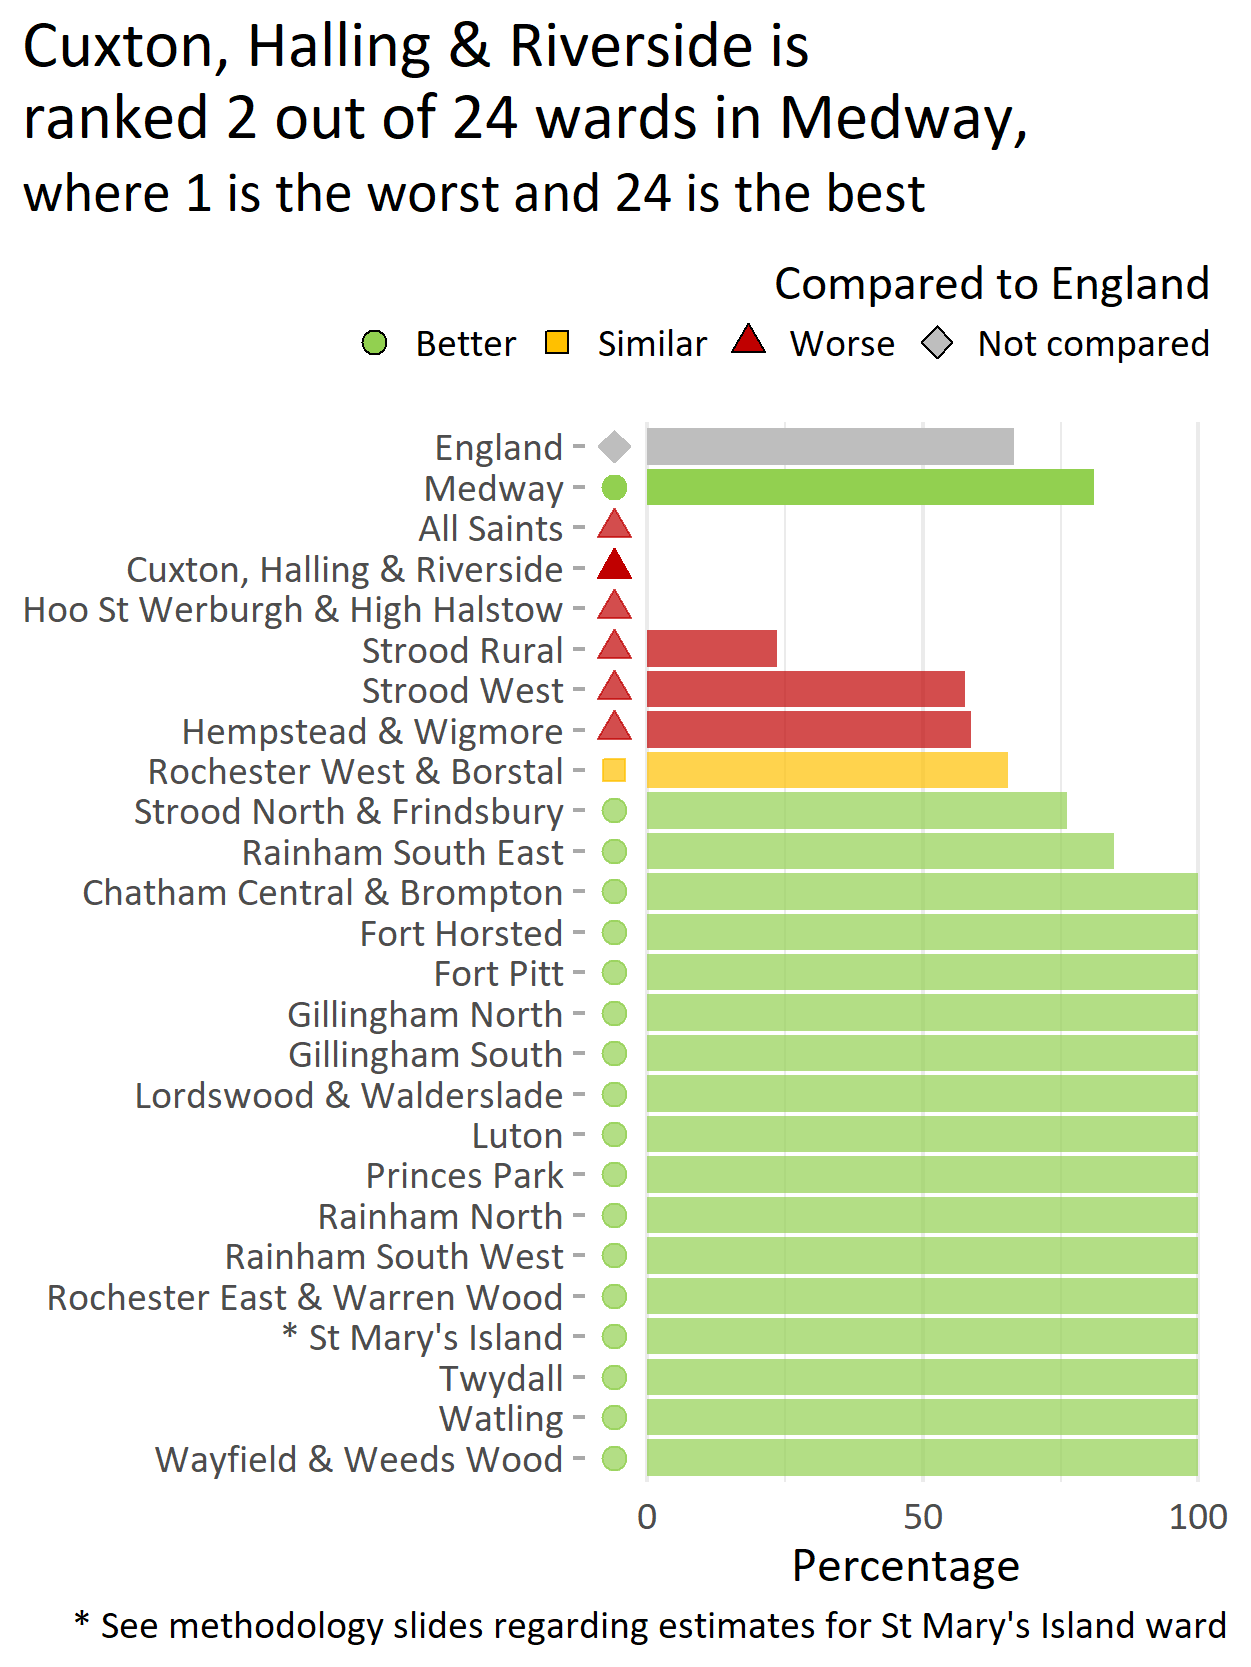 Cuxton, Halling & Riverside is
ranked 2 out of 24 wards in Medway,
where 1 is the worst and 24 is the best
Compared to England
Better Similar Worse Not compared
England
Medway
All Saints
Cuxton, Halling & Riverside
Hoo St Werburgh & High Halstow
Strood Rural
Strood West
Hempstead & Wigmore
Rochester West & Borstal
Strood North & Frindsbury
Rainham South East
Chatham Central & Brompton
Fort Horsted
Fort Pitt
Gillingham North
Gillingham South
Lordswood & Walderslade
Luton
Princes Park
Rainham North
Rainham South West
Rochester East & Warren Wood
* St Mary's Island
Twydall
Watling
Wayfield & Weeds Wood
0 50 100
Percentage
* See methodology slides regarding estimates for St Mary's Island ward